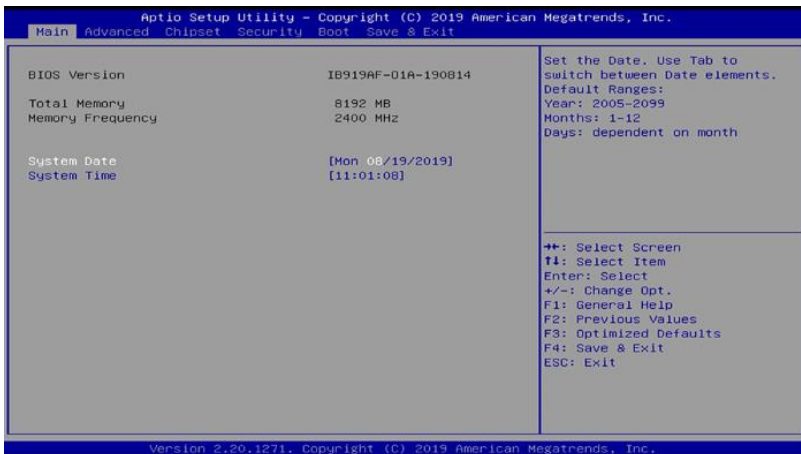 Aptio Setup Utility – Copyright (C) 2019 American Megatrends, Inc.
Main Advanced Chipset Security Boot Save & Exit
BIOS Version IB919AF-01A-190814
Total Memory 8192 MB
Memory Frequency 2400 MHz
System Date [Mon 08/19/2019]
System Time [11:01:08]
Set the Date. Use Tab to
switch between Date elements.
Default Ranges:
Year: 2005-2099
Months: 1-12
Days: dependent on month
→←: Select Screen
↑↓: Select Item
Enter: Select
+/-: Change Opt.
F1: General Help
F2: Previous Values
F3: Optimized Defaults
F4: Save & Exit
ESC: Exit
Version 2.20.1271. Copyright (C) 2019 American Megatrends, Inc.